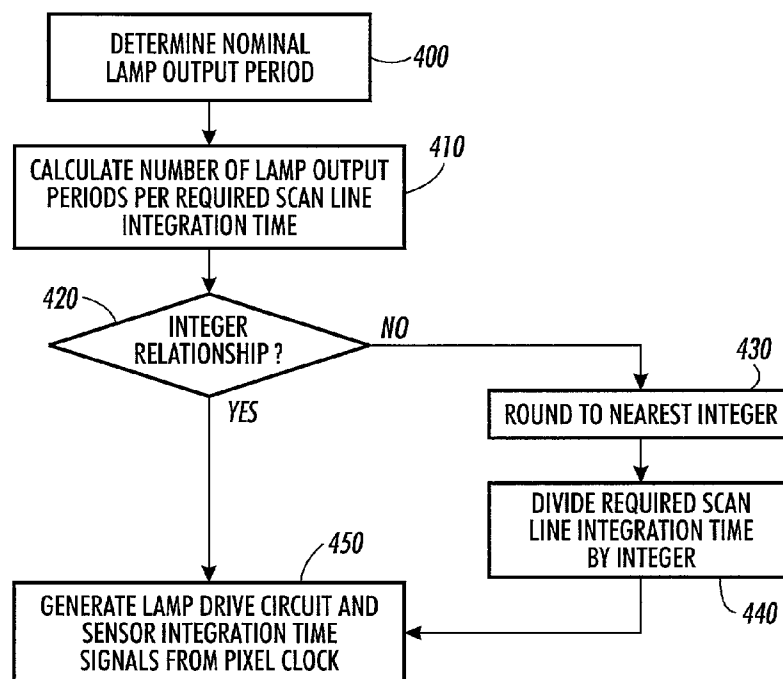 DETERMINE NOMINAL
LAMP OUTPUT PERIOD
400
CALCULATE NUMBER OF LAMP OUTPUT
PERIODS PER REQUIRED SCAN LINE
INTEGRATION TIME
410
420
INTEGER
RELATIONSHIP ?
NO
YES
430
ROUND TO NEAREST INTEGER
DIVIDE REQUIRED SCAN
LINE INTEGRATION TIME
BY INTEGER
440
450
GENERATE LAMP DRIVE CIRCUIT AND
SENSOR INTEGRATION TIME
SIGNALS FROM PIXEL CLOCK